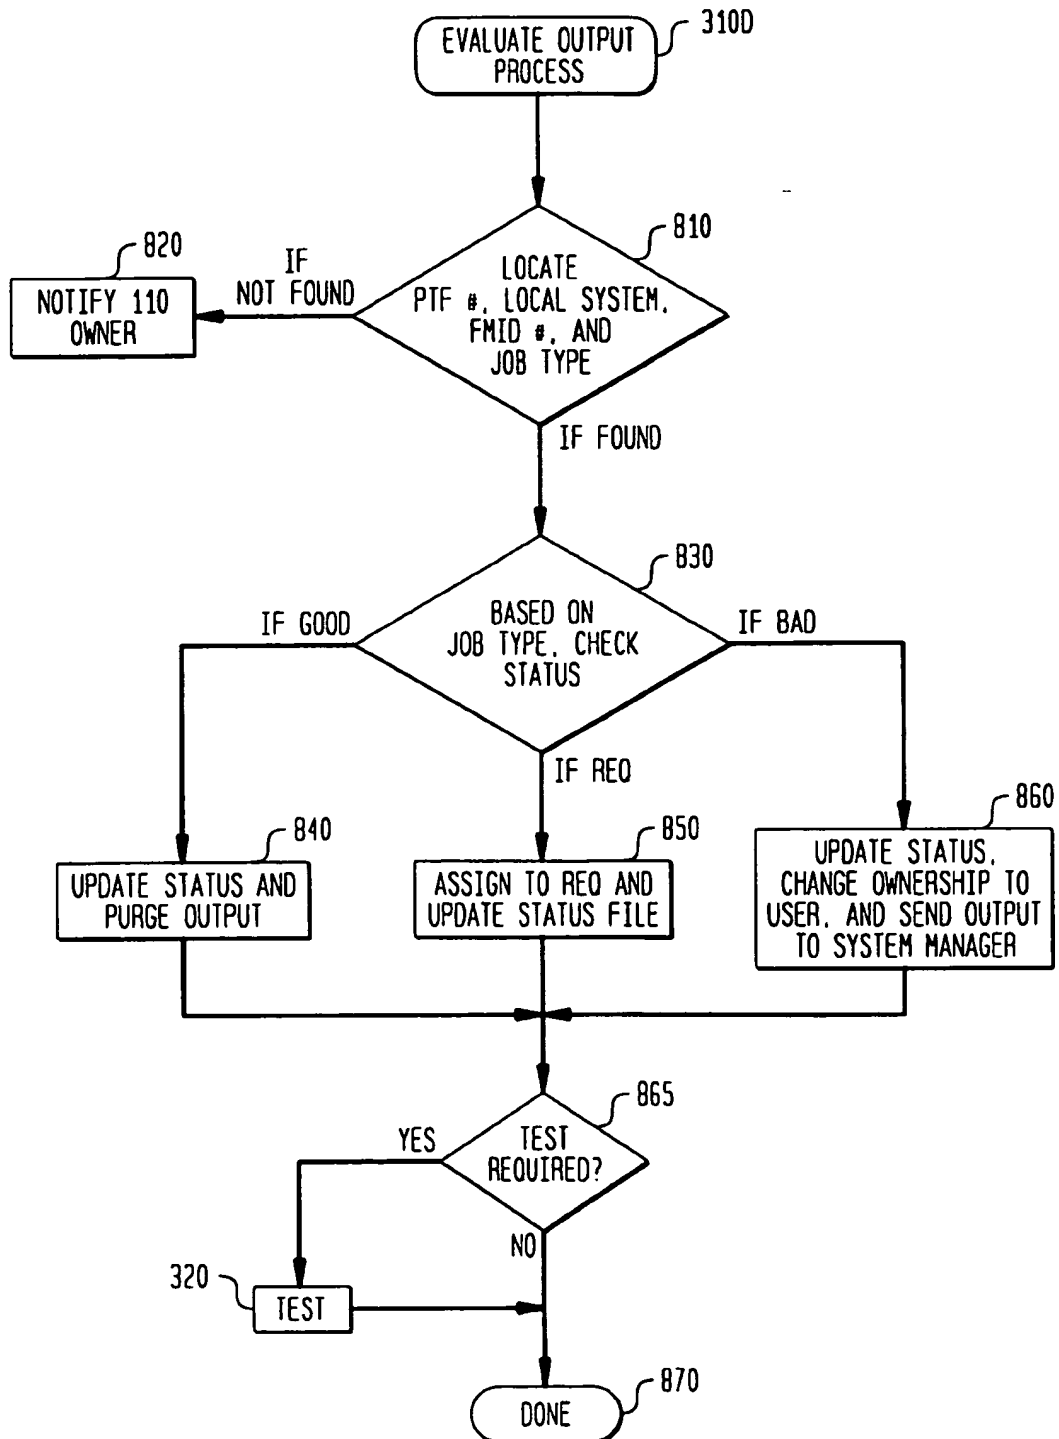 EVALUATE OUTPUT
PROCESS
310D
810
LOCATE
PTF #, LOCAL SYSTEM,
FMID #, AND
JOB TYPE
820
IF
NOT FOUND
NOTIFY 110
OWNER
IF FOUND
830
BASED ON
JOB TYPE, CHECK
STATUS
IF GOOD
IF BAD
IF REQ
840
UPDATE STATUS AND
PURGE OUTPUT
850
ASSIGN TO REQ AND
UPDATE STATUS FILE
860
UPDATE STATUS,
CHANGE OWNERSHIP TO
USER, AND SEND OUTPUT
TO SYSTEM MANAGER
865
TEST
REQUIRED?
YES
NO
320
TEST
870
DONE